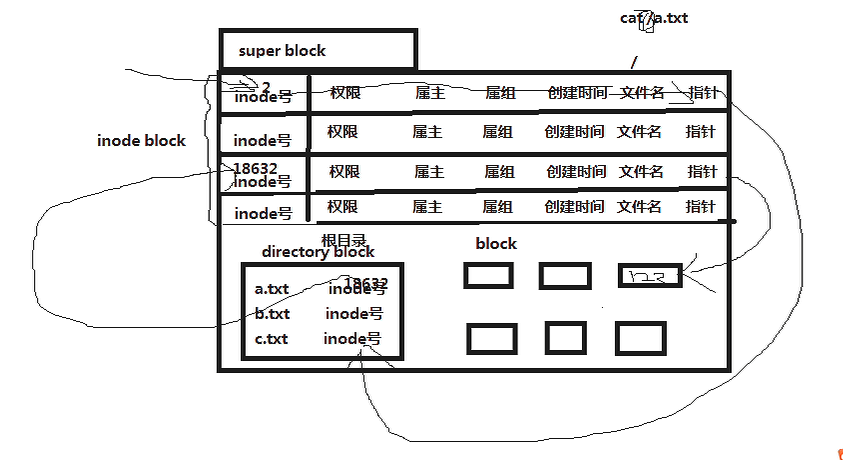 cat /a.txt
super block
/
2
inode号 权限 属主 属组 创建时间 文件名 指针
inode block
inode号 权限 属主 属组 创建时间 文件名 指针
18632
inode号 权限 属主 属组 创建时间 文件名 指针
inode号 权限 属主 属组 创建时间 文件名 指针
根目录
directory block
block
18632
a.txt inode号
b.txt inode号
c.txt inode号
123